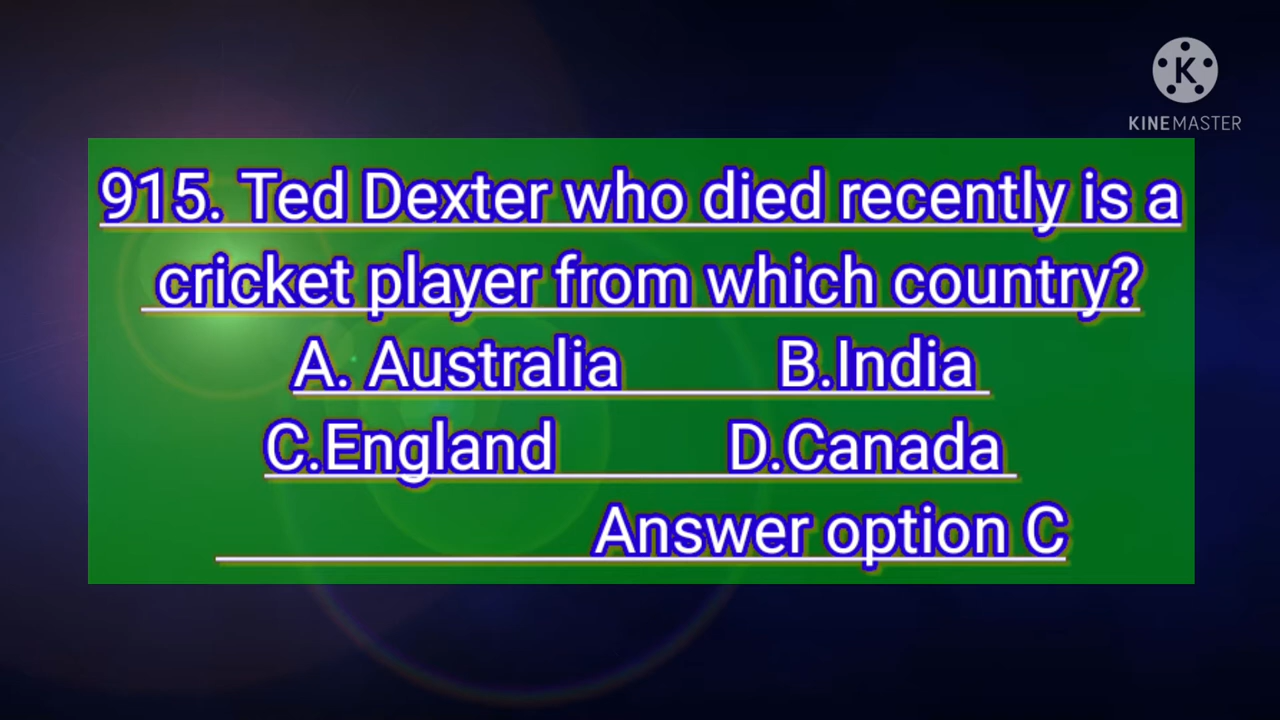 KINEMASTER
915. Ted Dexter who died recently is a
cricket player from which country?
A. Australia B.India
C.England D.Canada
Answer option C